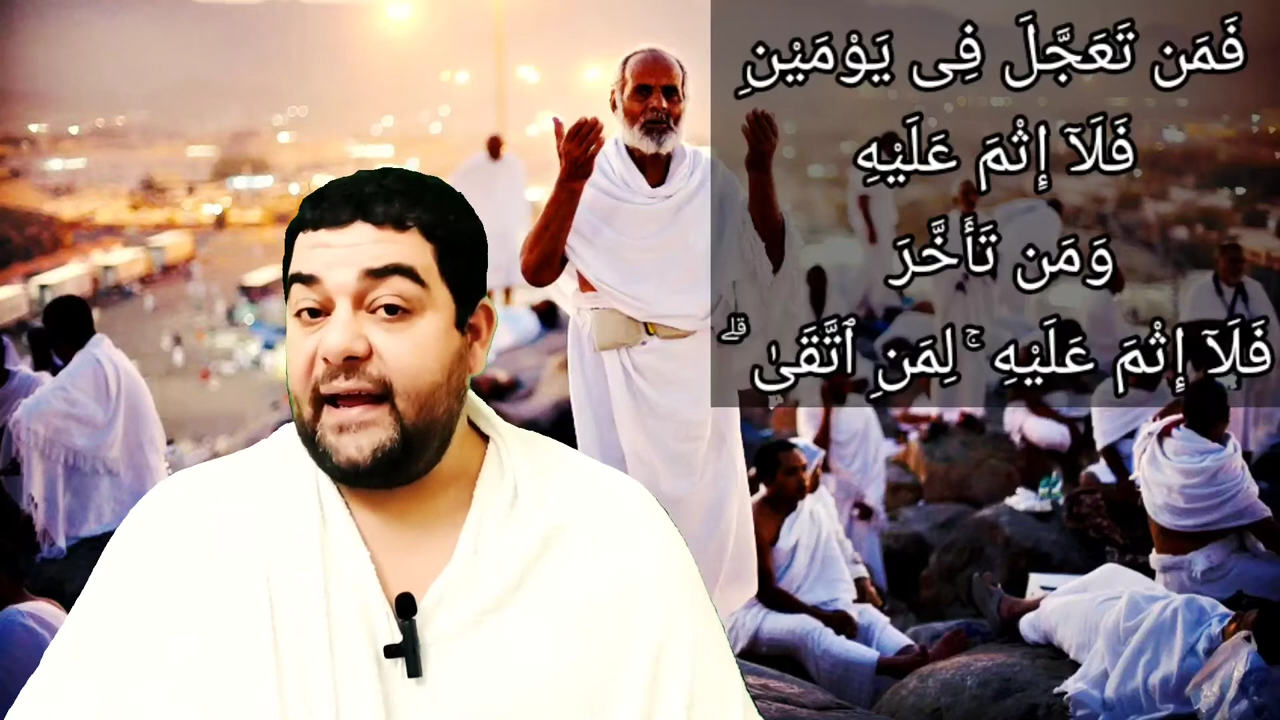 فَمَن تَعَجَّلَ فِى يَوْمَيْنِ
فَلَآ إِثْمَ عَلَيْهِ
وَمَن تَأَخَّرَ
فَلَآ إِثْمَ عَلَيْهِ ۚ لِمَنِ ٱتَّقَىٰ ۗ